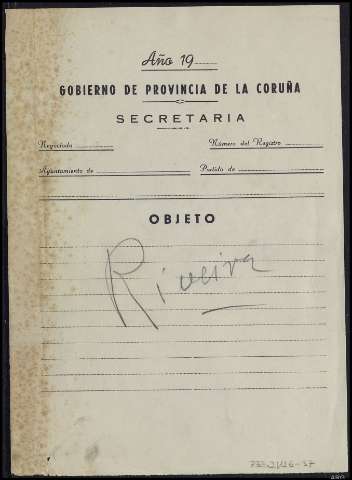 Año 19
GOBIERNO DE PROVINCIA DE LA CORUÑA
SECRETARIA
Negociado Número del Registro
Ayuntamiento de Partido de
OBJETO
Riveira